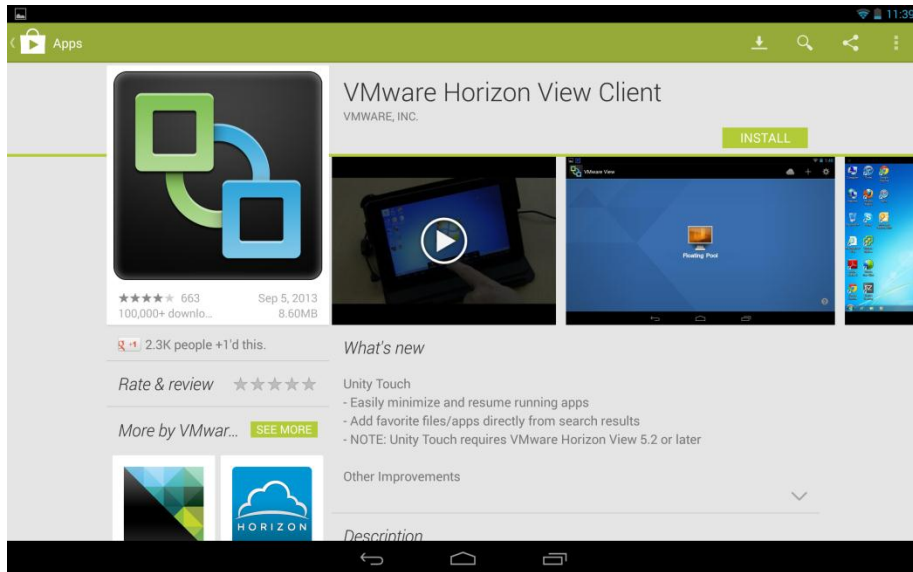 11:39
Apps
VMware Horizon View Client
VMWARE, INC.
INSTALL
VMware View
Floating Pool
663
Sep 5, 2013
100,000+ downlo...
8.60MB
+1
2.3K people +1'd this.
Rate & review
More by VMwar...
SEE MORE
HORIZON
What's new
Unity Touch
- Easily minimize and resume running apps
- Add favorite files/apps directly from search results
- NOTE: Unity Touch requires VMware Horizon View 5.2 or later
Other Improvements
Description